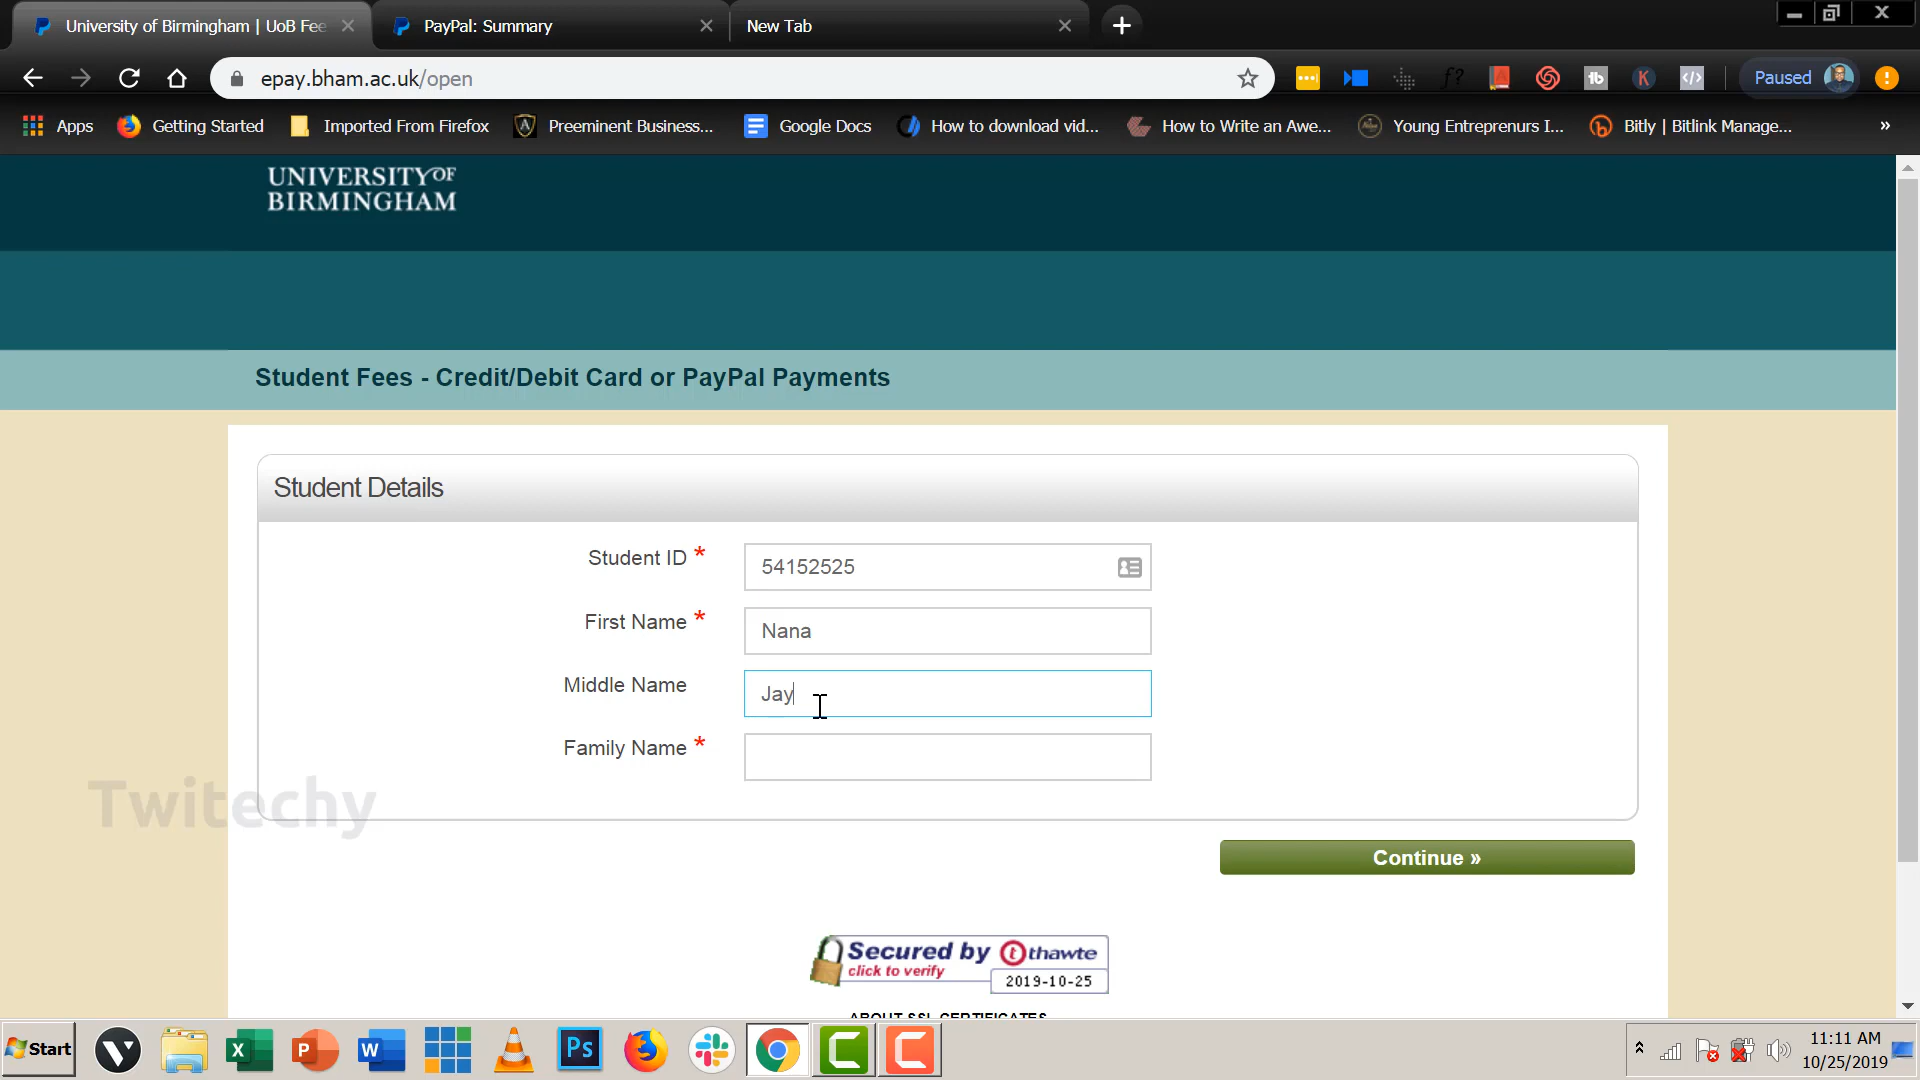 University of Birmingham | UoB Fee
PayPal: Summary
New Tab
epay.bham.ac.uk/open
Paused
Apps
Getting Started
Imported From Firefox
Preeminent Business...
Google Docs
How to download vid...
How to Write an Awe...
Young Entreprenurs I...
Bitly | Bitlink Manage...
»
UNIVERSITY OF
BIRMINGHAM
Student Fees - Credit/Debit Card or PayPal Payments
Student Details
Student ID * 54152525
First Name * Nana
Middle Name Jay
Family Name *
Twitechy
Continue »
Secured by thawte
click to verify
2019-10-25
ABOUT SSL CERTIFICATES
Start
11:11 AM
10/25/2019